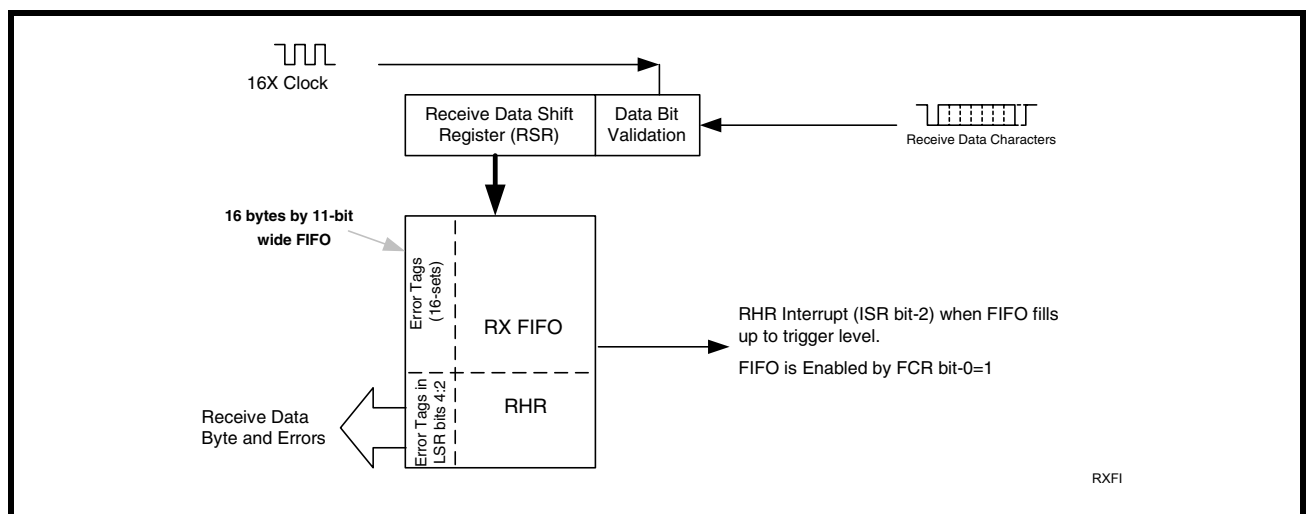 16X Clock
Receive Data Shift
Register (RSR)
Data Bit
Validation
Receive Data Characters
16 bytes by 11-bit
wide FIFO
Error Tags
(16-sets)
RX FIFO
RHR Interrupt (ISR bit-2) when FIFO fills
up to trigger level.
FIFO is Enabled by FCR bit-0=1
Error Tags in
LSR bits 4:2
RHR
Receive Data
Byte and Errors
RXFI